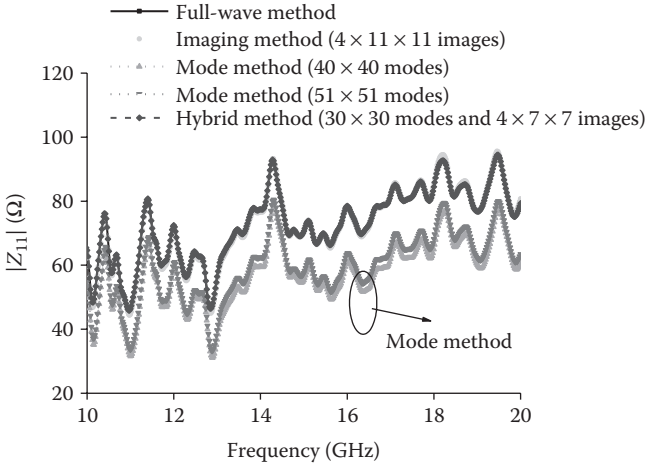 Full-wave method
Imaging method (4 × 11 × 11 images)
Mode method (40 × 40 modes)
Mode method (51 × 51 modes)
Hybrid method (30 × 30 modes and 4 × 7 × 7 images)
120
100
80
60
40
20
|Z11| (Ω)
Mode method
10
12
14
16
18
20
Frequency (GHz)